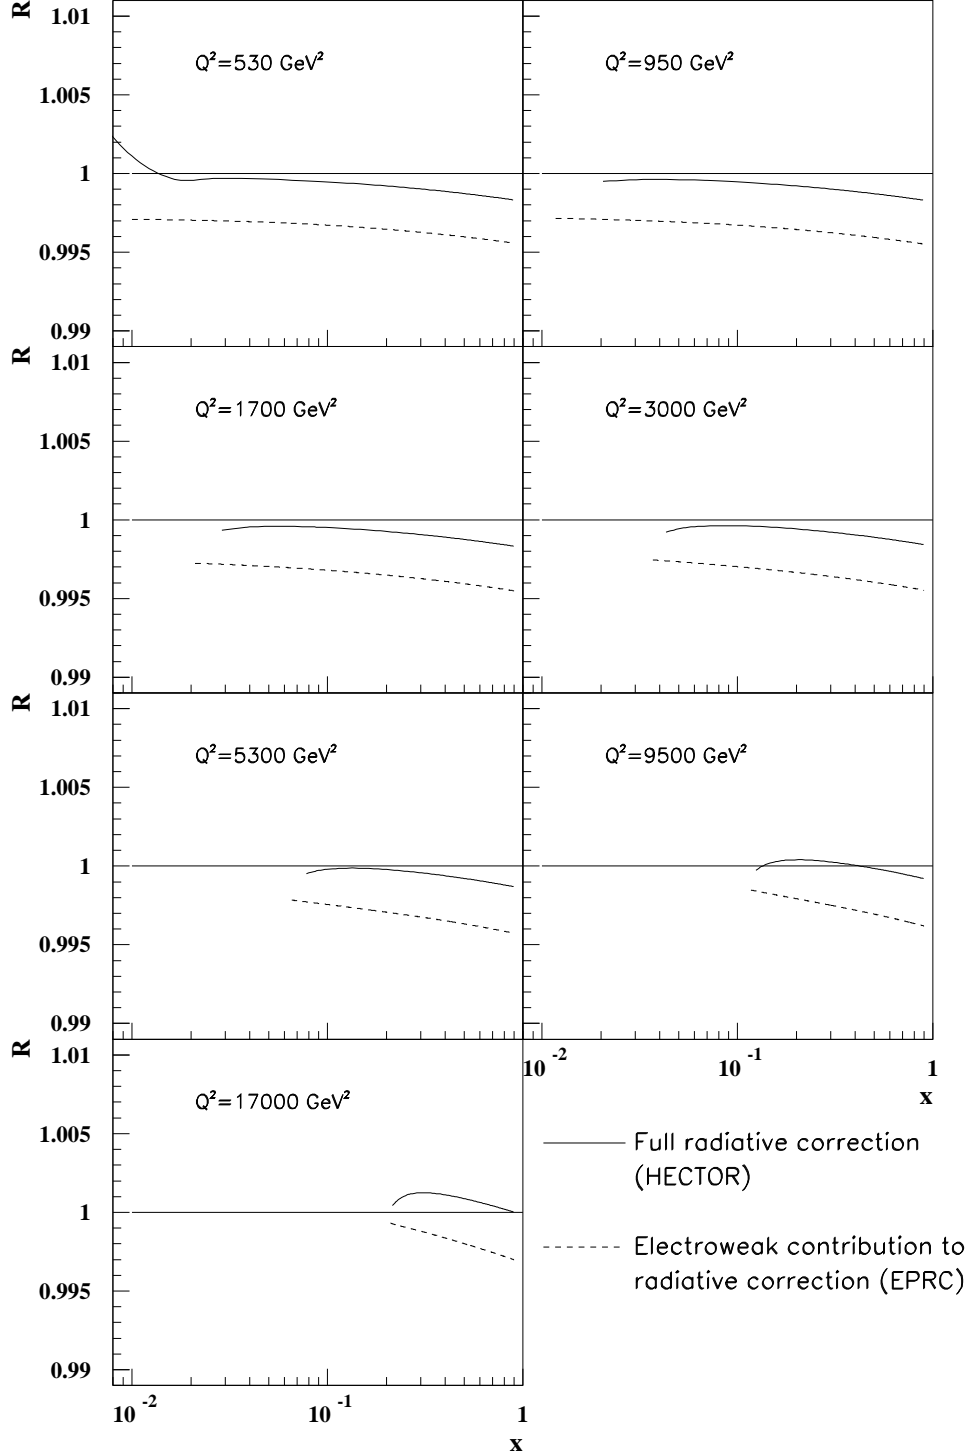 R
1.01
Q²=530 GeV²
Q²=950 GeV²
1.005
1
0.995
0.99
R
1.01
Q²=1700 GeV²
Q²=3000 GeV²
1.005
1
0.995
0.99
R
1.01
Q²=5300 GeV²
Q²=9500 GeV²
1.005
1
0.995
0.99
R
1.01
10⁻² 10⁻¹ 1
x
Q²=17000 GeV²
1.005
Full radiative correction
(HECTOR)
1
Electroweak contribution to
radiative correction (EPRC)
0.995
0.99
10⁻² 10⁻¹ 1
x